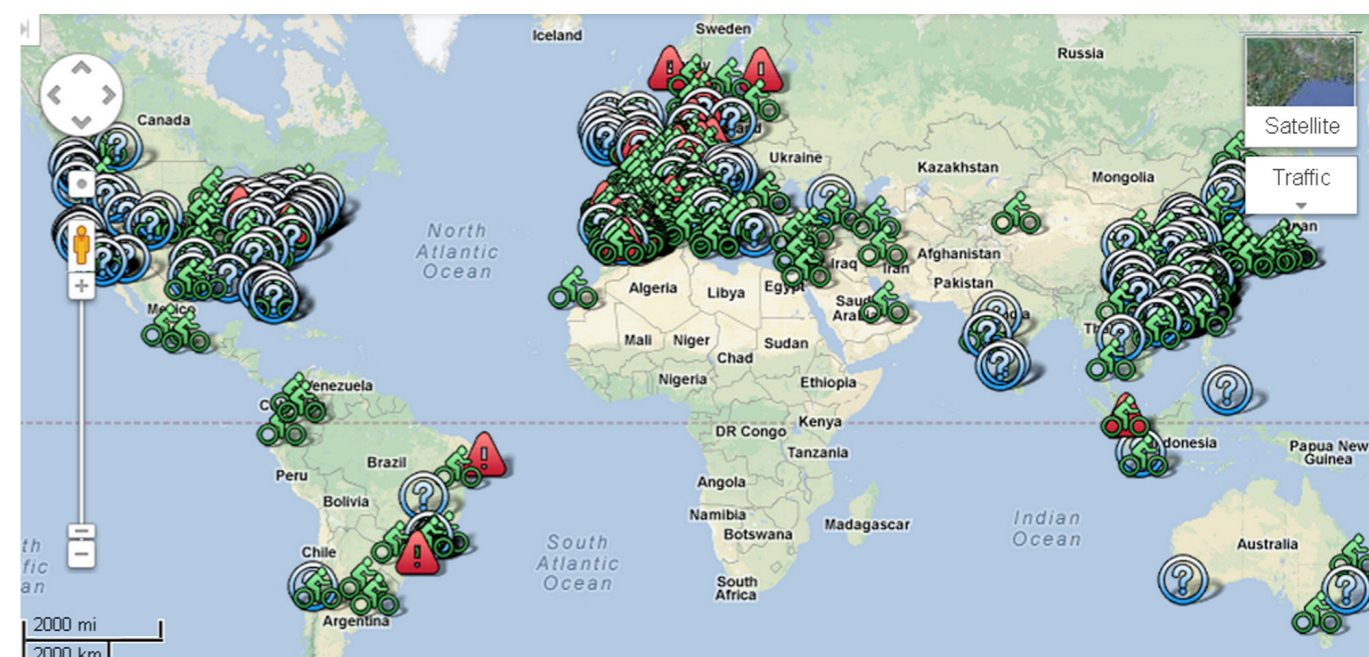 Iceland
Sweden
Russia
Canada
Satellite
Ukraine
Kazakhstan
Mongolia
Traffic
North
Atlantic
Ocean
Afghanistan
Iraq
Iran
Algeria
Libya
Egypt
Pakistan
Saudi
Mexico
Mali
Niger
Sudan
Chad
Nigeria
Ethiopia
Venezuela
DR Congo
Kenya
Tanzania
Brazil
Peru
Angola
Bolivia
Papua New
Guinea
Namibia
Botswana
Madagascar
Indian
Ocean
Australia
Chile
South
Atlantic
Ocean
South
Africa
Argentina
2000 mi
2000 km